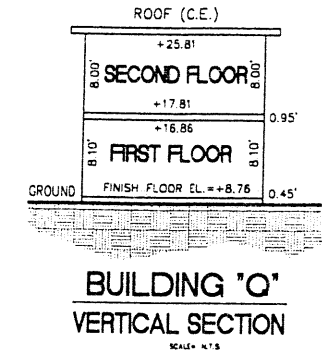 ROOF (C.E.)
+25.81
8.00' SECOND FLOOR 8.00'
+17.81
0.95'
+16.86
8.10' FIRST FLOOR 8.10'
GROUND FINISH FLOOR EL.=+8.76 0.45'
BUILDING "Q"
VERTICAL SECTION
SCALE= N.T.S